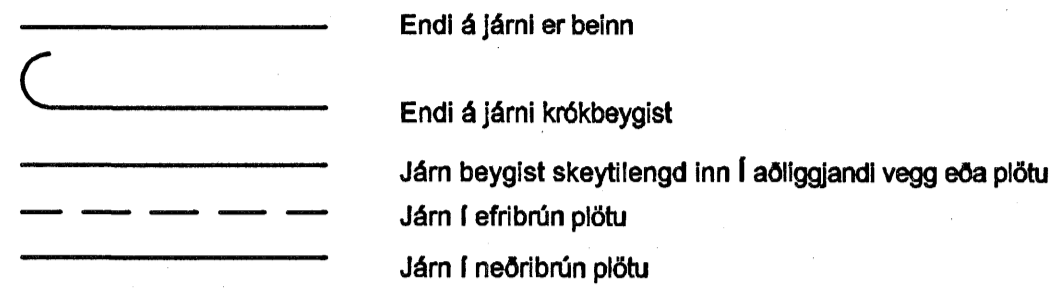 Endi á járni er beinn
Endi á járni krókbeygist
Járn beygist skeytilengd inn Í aðliggjandi vegg eða plötu
Járn í efribrún plötu
Járn í neðribrún plötu